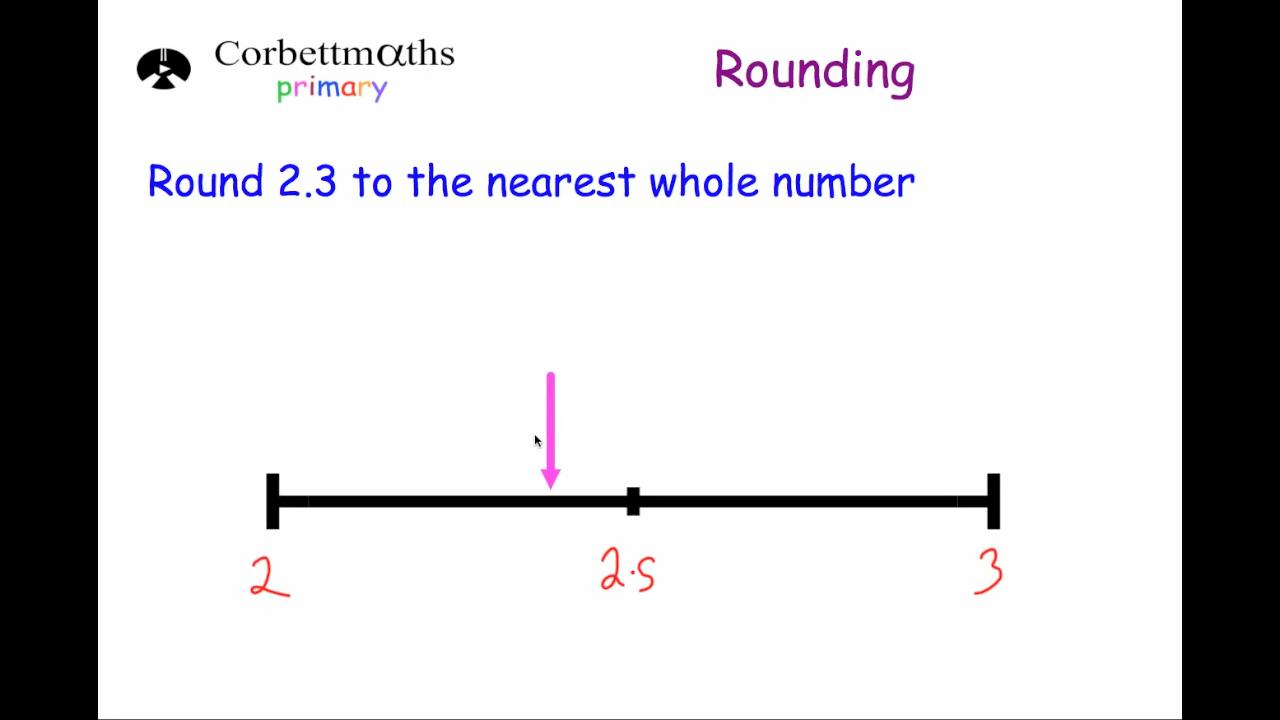 Corbettmαths
primary
Rounding
Round 2.3 to the nearest whole number
2
2.5
3